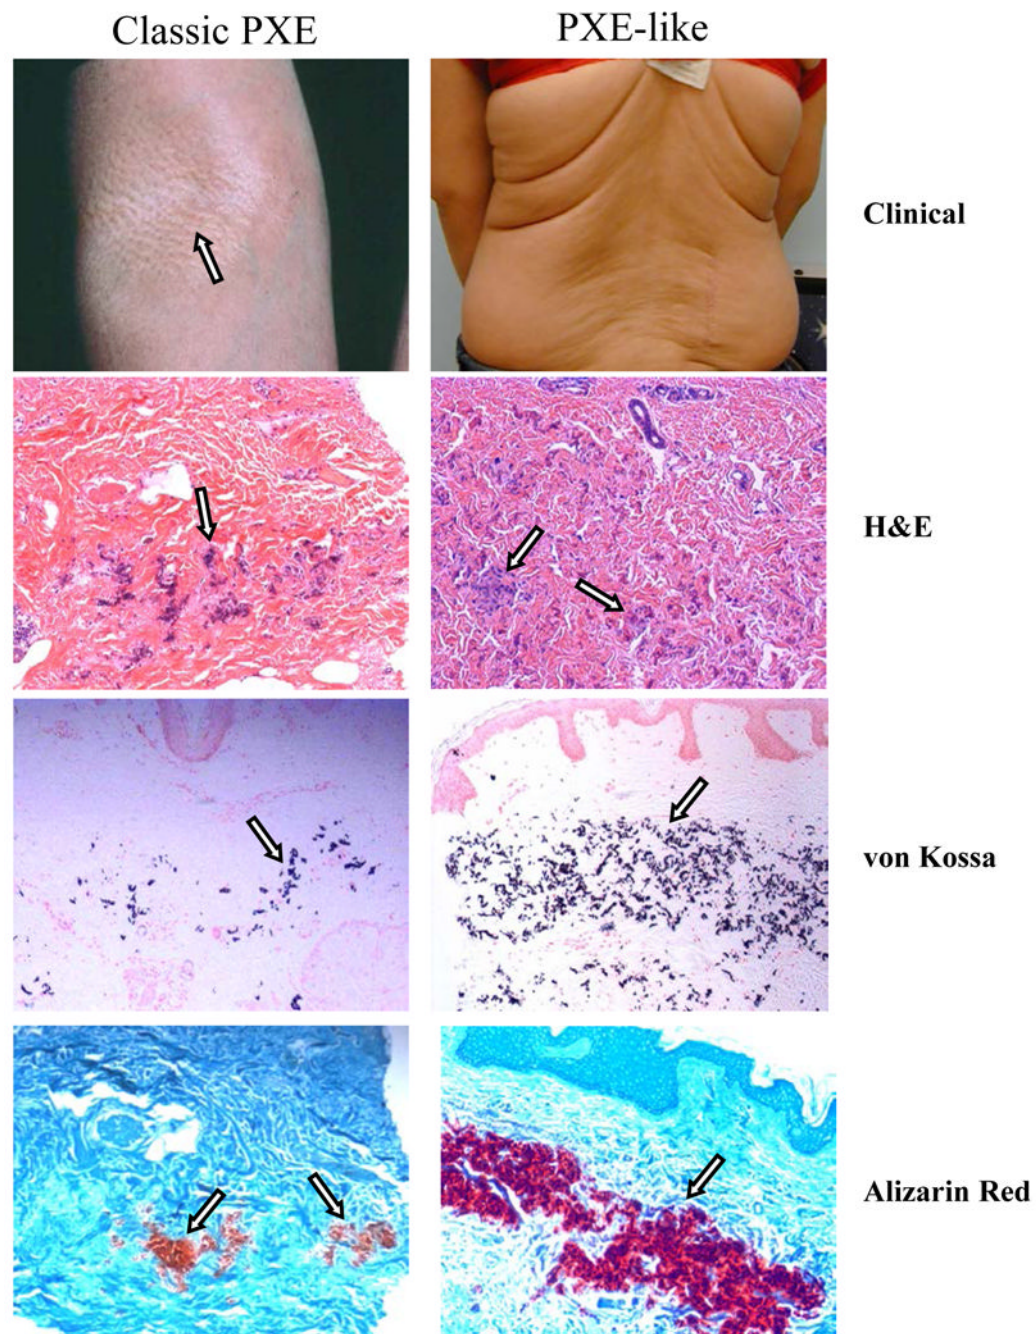 Classic PXE
PXE-like
Clinical
H&E
von Kossa
Alizarin Red